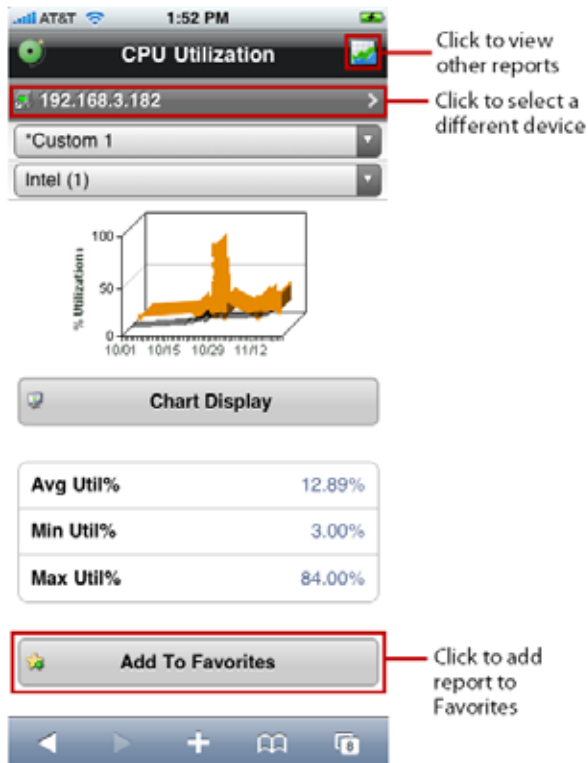 AT&T 1:52 PM
CPU Utilization
Click to view
other reports
192.168.3.182
Click to select a
different device
*Custom 1
Intel (1)
% Utilization
100
50
0
10/01 10/15 10/29 11/12
Chart Display
Avg Util% 12.89%
Min Util% 3.00%
Max Util% 84.00%
Add To Favorites
Click to add
report to
Favorites
8